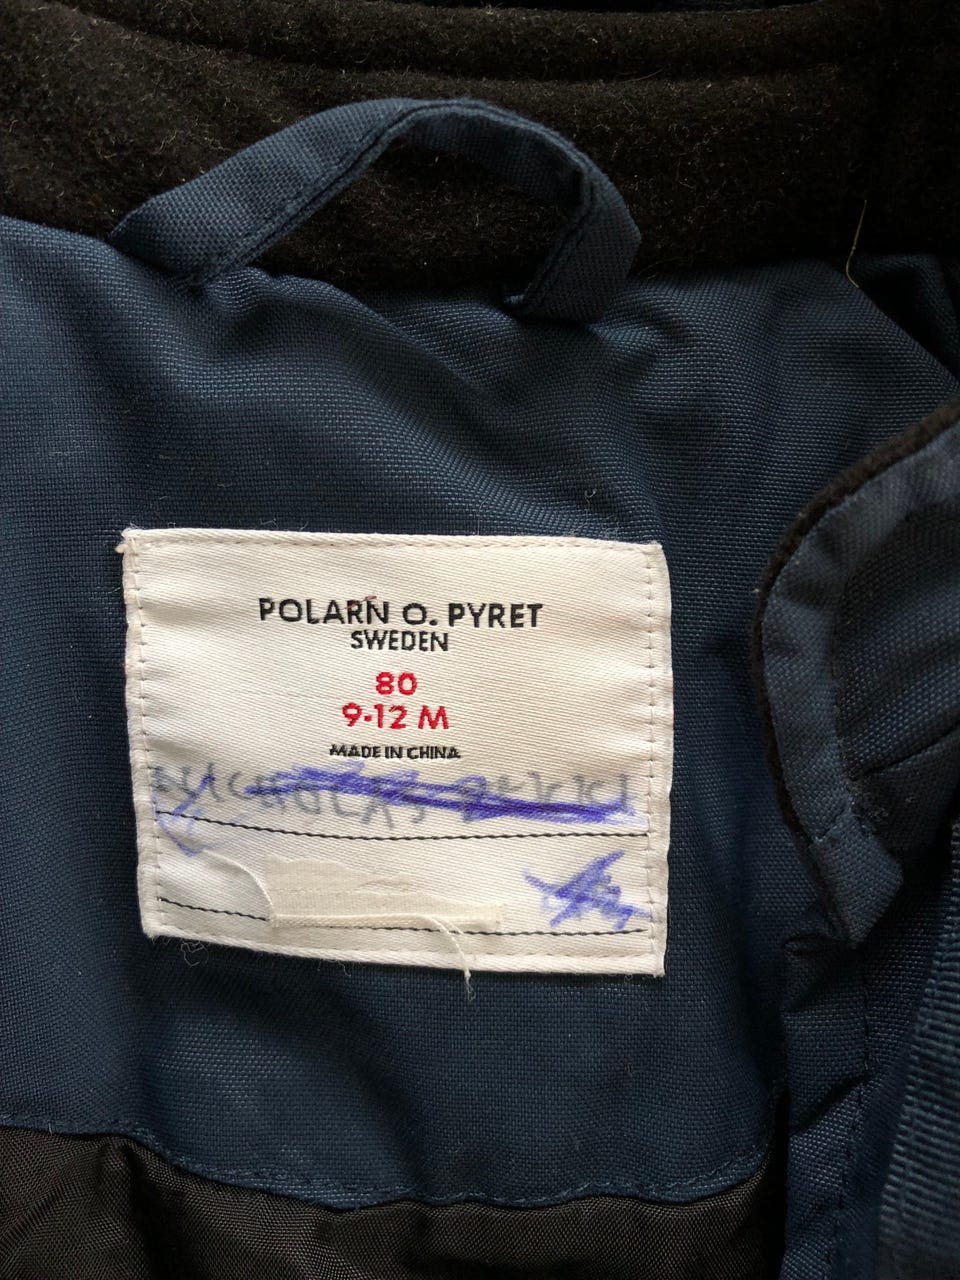 POLARN O. PYRET
SWEDEN
80
9-12 M
MADE IN CHINA